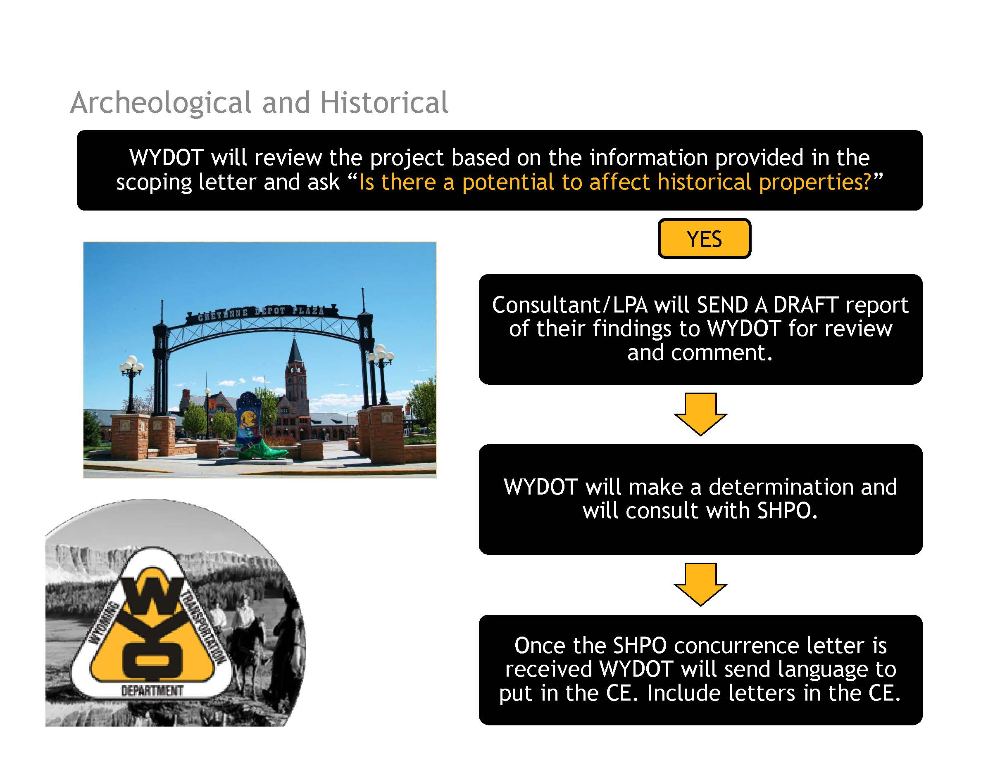 Archeological and Historical
WYDOT will review the project based on the information provided in the
scoping letter and ask “Is there a potential to affect historical properties?”
YES
CHEYENNE DEPOT PLAZA
Consultant/LPA will SEND A DRAFT report
of their findings to WYDOT for review
and comment.
WYDOT will make a determination and
will consult with SHPO.
Once the SHPO concurrence letter is
received WYDOT will send language to
put in the CE. Include letters in the CE.
W
Y
O
WYOMING
TRANSPORTATION
DEPARTMENT